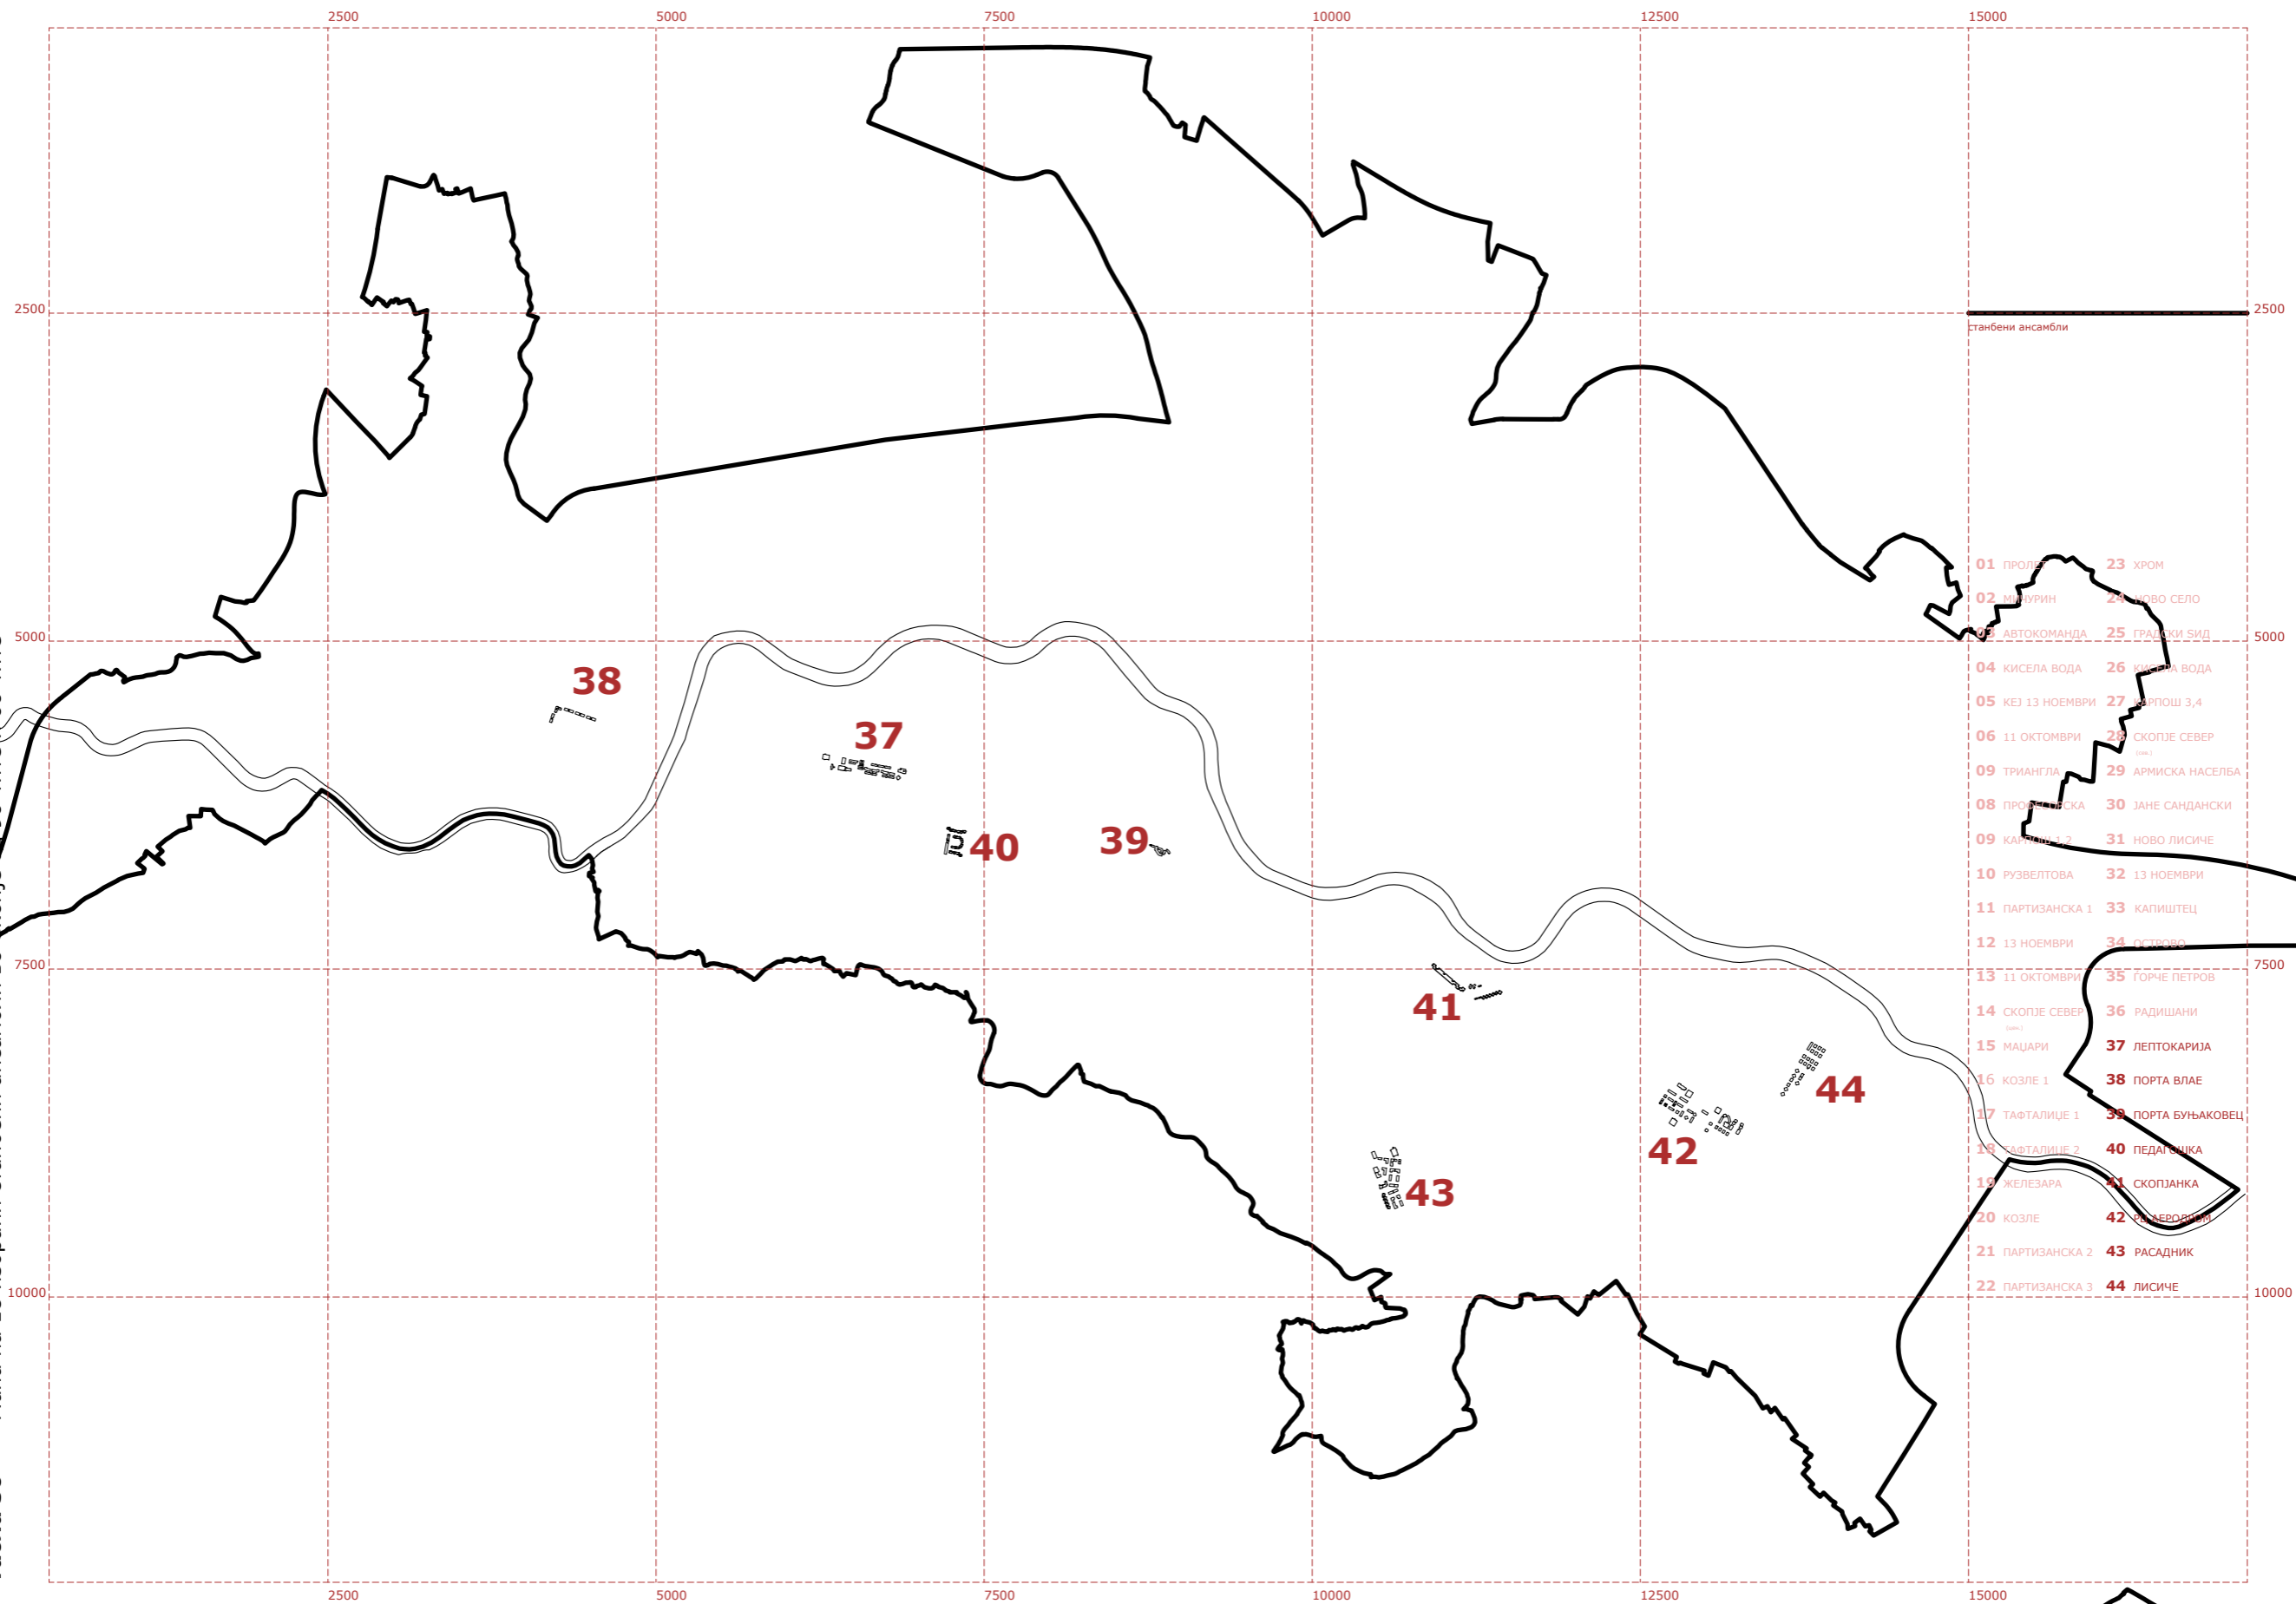 2500 5000 7500 10000 12500 15000
2500 2500
станбени ансамбли
5000 5000
7500 7500
10000 10000
38
37
40
39
41
44
42
43
01 ПРОЛЕТ
02 МИЧУРИН
03 АВТОКОМАНДА
04 КИСЕЛА ВОДА
05 КЕЈ 13 НОЕМВРИ
06 11 ОКТОМВРИ
09 ТРИАНГЛА
08 ПРОФЕСОРСКА
09 КАРПОШ 1,2
10 РУЗВЕЛТОВА
11 ПАРТИЗАНСКА 1
12 13 НОЕМВРИ
13 11 ОКТОМВРИ
14 СКОПЈЕ СЕВЕР
15 МАЏАРИ
16 КОЗЛЕ 1
17 ТАФТАЛИЏЕ 1
18 ТАФТАЛИЏЕ 2
19 ЖЕЛЕЗАРА
20 КОЗЛЕ
21 ПАРТИЗАНСКА 2
22 ПАРТИЗАНСКА 3
23 ХРОМ
24 НОВО СЕЛО
25 ГРАДСКИ ЅИД
26 КИСЕЛА ВОДА
27 КАРПОШ 3,4
28 СКОПЈЕ СЕВЕР
29 АРМИСКА НАСЕЛБА
30 ЈАНЕ САНДАНСКИ
31 НОВО ЛИСИЧЕ
32 13 НОЕМВРИ
33 КАПИШТЕЦ
34 ОСТРОВО
35 ЃОРЧЕ ПЕТРОВ
36 РАДИШАНИ
37 ЛЕПТОКАРИЈА
38 ПОРТА ВЛАЕ
39 ПОРТА БУЊАКОВЕЦ
40 ПЕДАГОШКА
41 СКОПЈАНКА
42 РЦ АЕРОДРОМ
43 РАСАДНИК
44 ЛИСИЧЕ
2500 5000 7500 10000 12500 15000